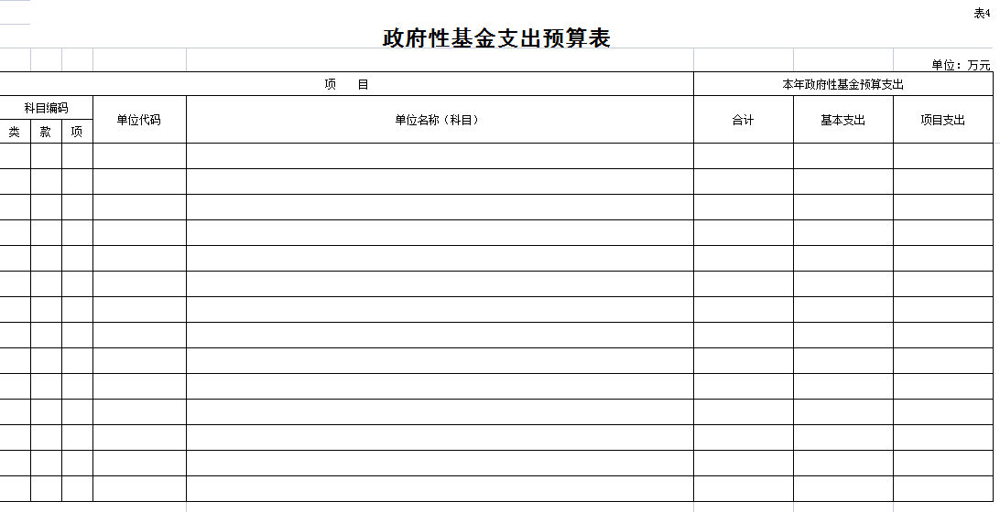 表4
政府性基金支出预算表
单位：万元
项　　目
本年政府性基金预算支出
科目编码
单位代码
单位名称（科目）
合计
基本支出
项目支出
类
款
项